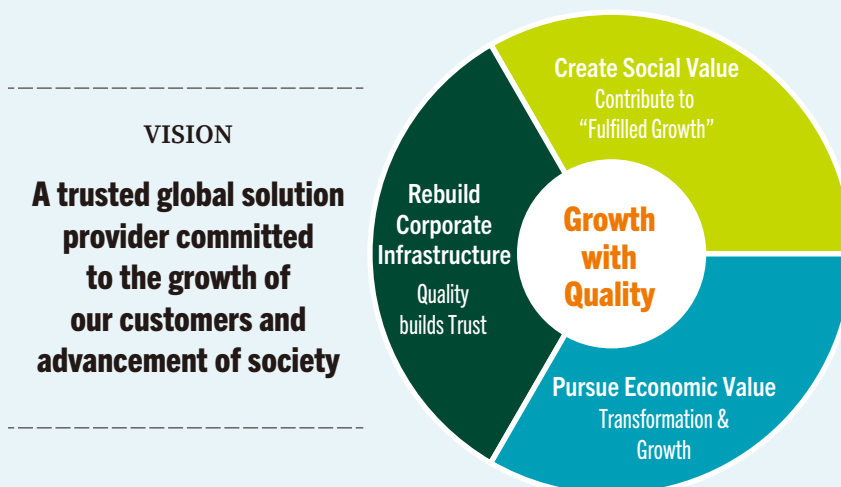 VISION
A trusted global solution
provider committed
to the growth of
our customers and
advancement of society
Create Social Value
Contribute to
“Fulfilled Growth”
Rebuild
Corporate
Infrastructure
Quality
builds Trust
Growth
with
Quality
Pursue Economic Value
Transformation &
Growth